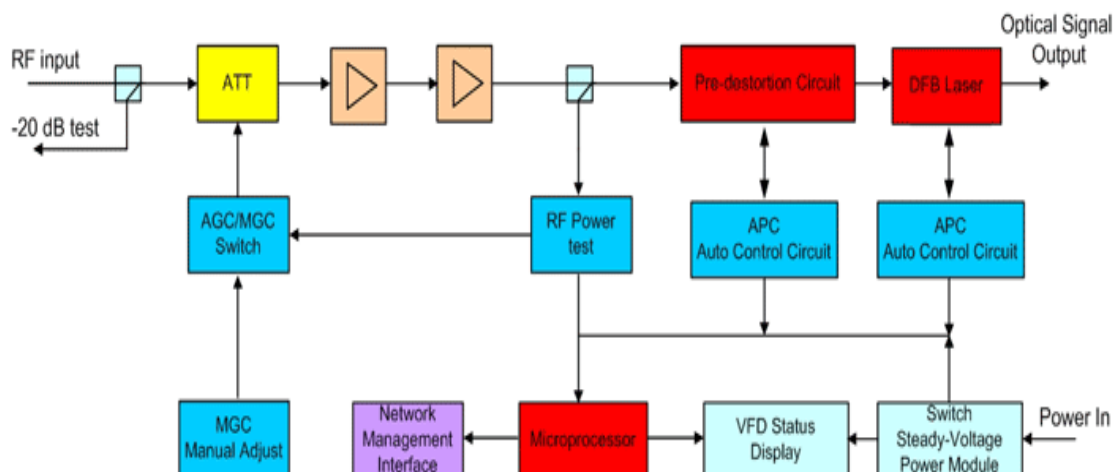 Optical Signal
Output
RF input
ATT
Pre-destortion Circuit
DFB Laser
-20 dB test
AGC/MGC
Switch
RF Power
test
APC
Auto Control Circuit
APC
Auto Control Circuit
MGC
Manual Adjust
Network
Management
Interface
Microprocessor
VFD Status
Display
Switch
Steady-Voltage
Power Module
Power In